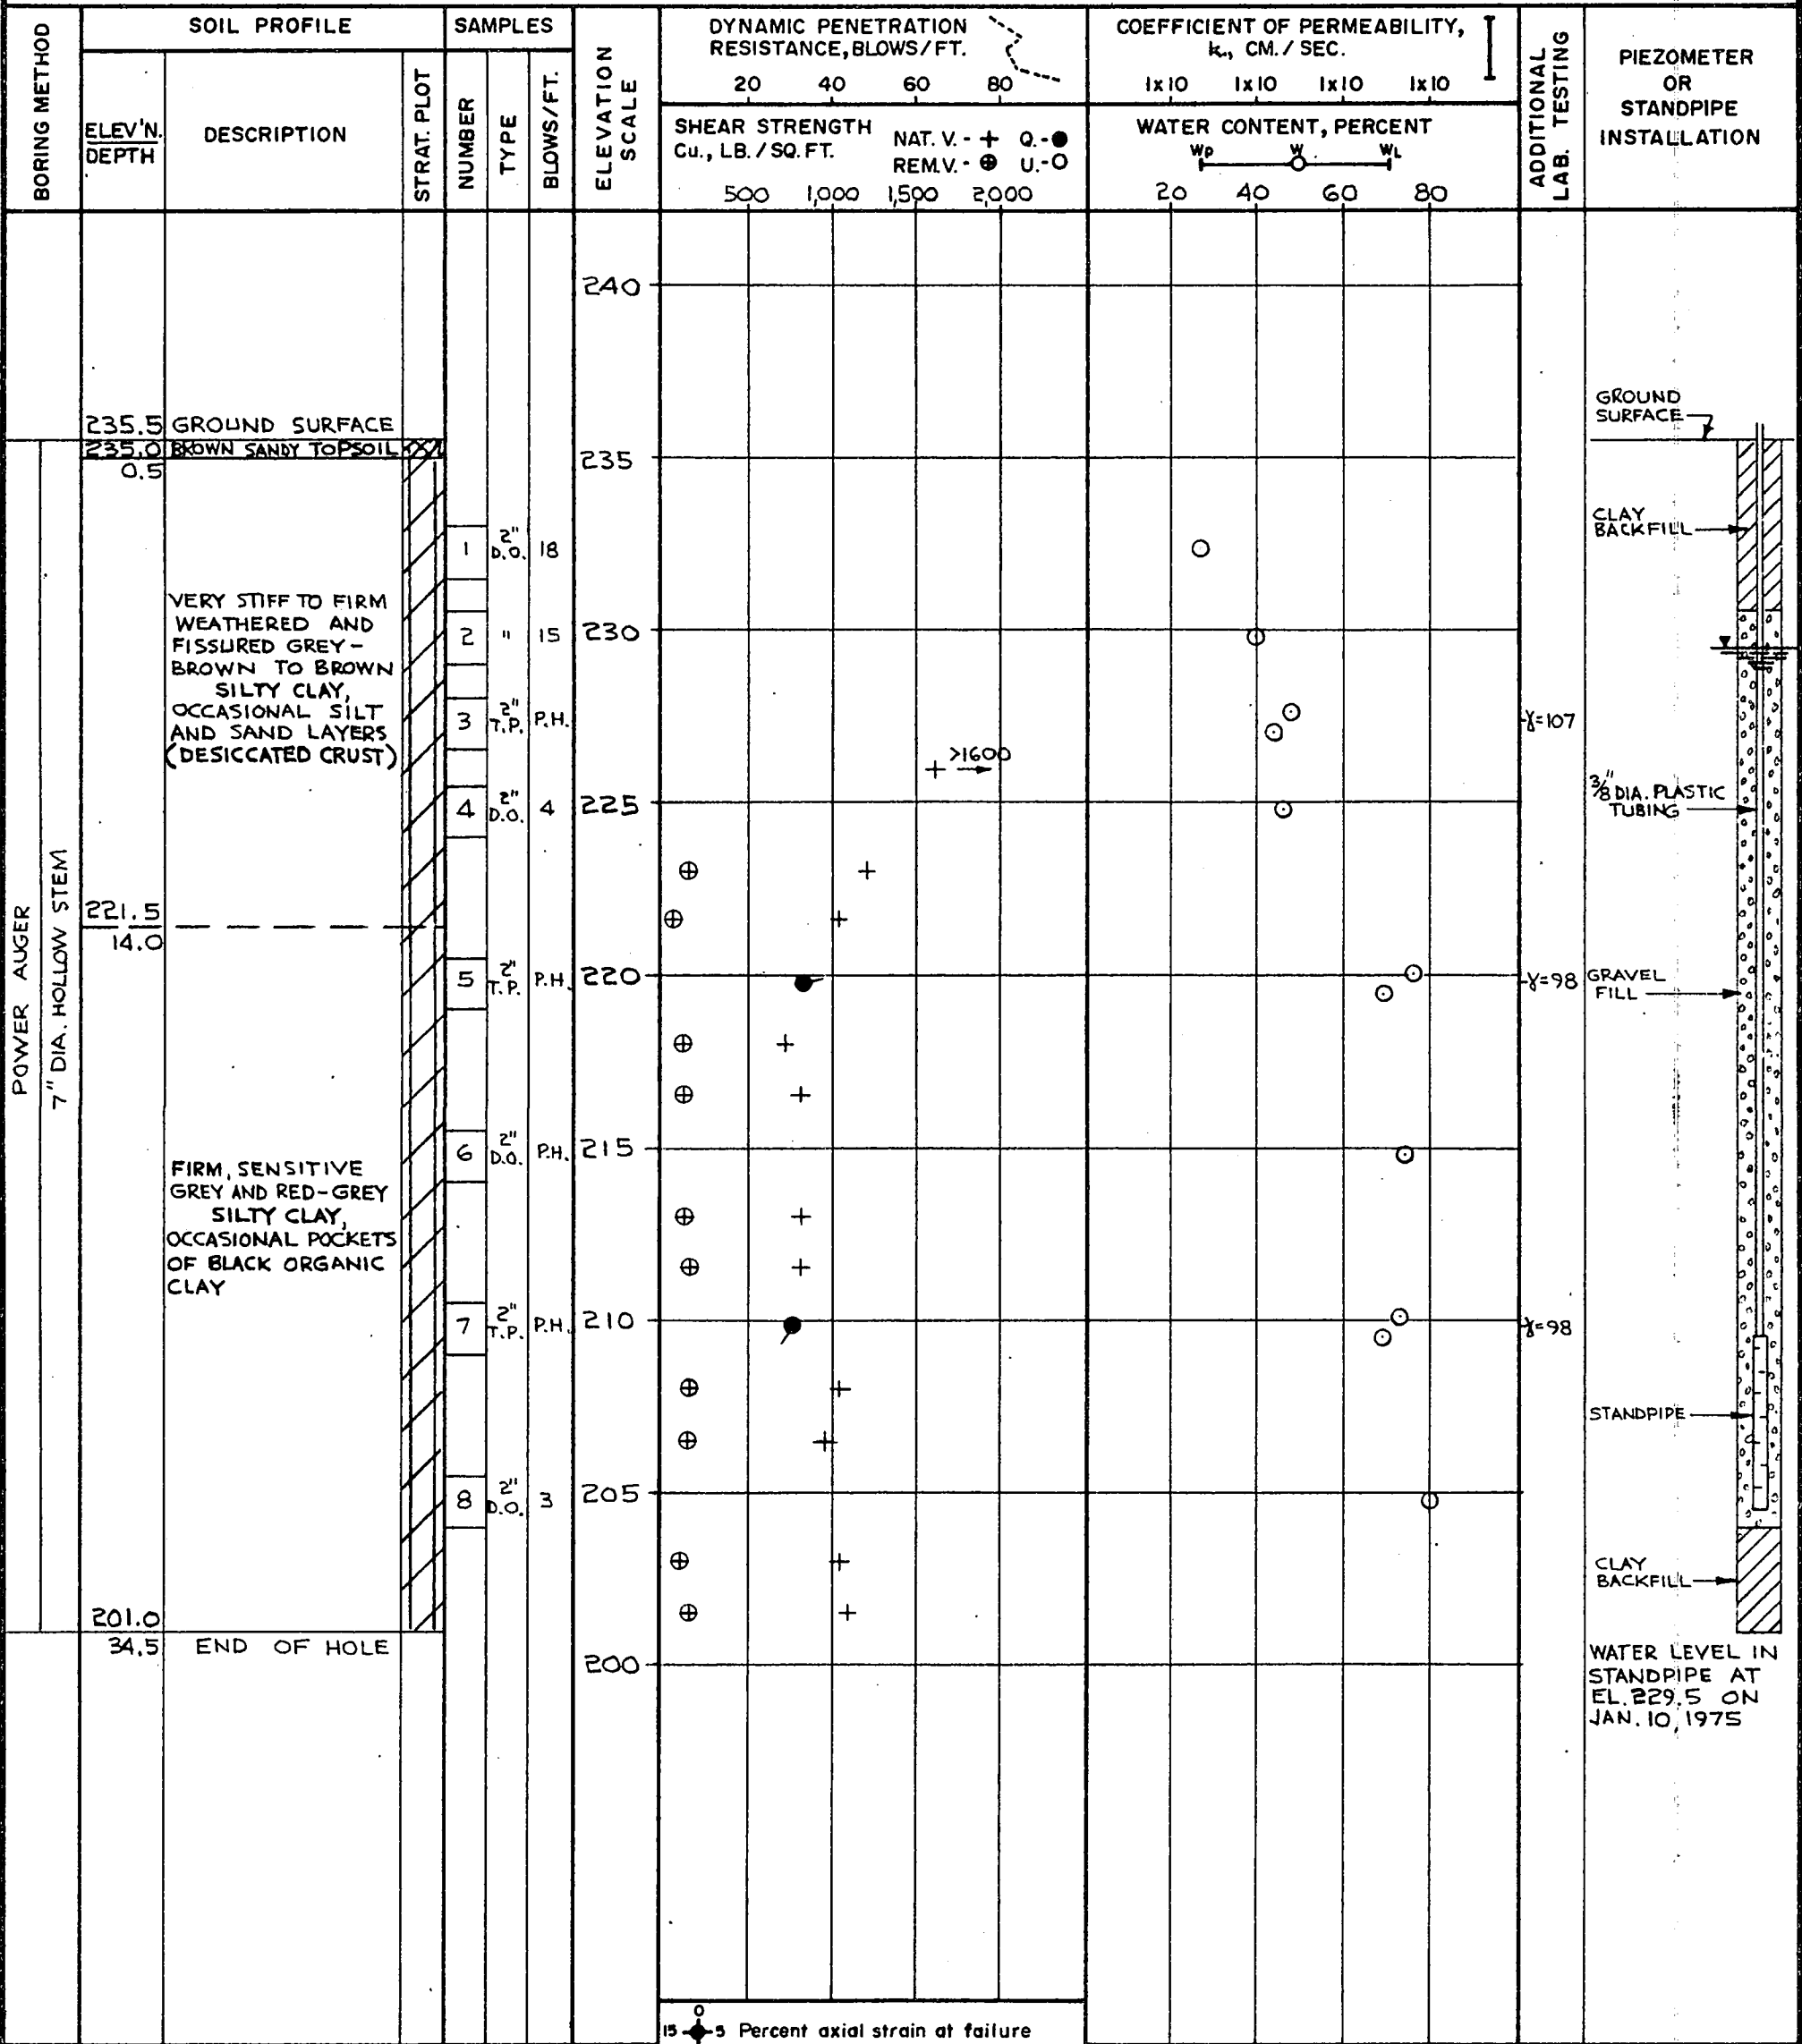 BORING METHOD
SOIL PROFILE
ELEV'N.
DEPTH
DESCRIPTION
STRAT. PLOT
SAMPLES
NUMBER
TYPE
BLOWS/FT.
ELEVATION
SCALE
DYNAMIC PENETRATION
RESISTANCE, BLOWS/FT.
20 40 60 80
SHEAR STRENGTH
Cu., LB./SQ. FT.
NAT. V. - + Q. - ●
REM.V. - ⊕ U. - O
500 1,000 1,500 2,000
COEFFICIENT OF PERMEABILITY,
k., CM./SEC.
1x10 1x10 1x10 1x10
WATER CONTENT, PERCENT
Wp W WL
20 40 60 80
ADDITIONAL
LAB. TESTING
PIEZOMETER
OR
STANDPIPE
INSTALLATION
POWER AUGER
7" DIA. HOLLOW STEM
235.5 GROUND SURFACE
235.0 BROWN SANDY TOPSOIL
0.5
VERY STIFF TO FIRM
WEATHERED AND
FISSURED GREY-
BROWN TO BROWN
SILTY CLAY,
OCCASIONAL SILT
AND SAND LAYERS
(DESICCATED CRUST)
221.5
14.0
FIRM, SENSITIVE
GREY AND RED-GREY
SILTY CLAY,
OCCASIONAL POCKETS
OF BLACK ORGANIC
CLAY
201.0
34.5 END OF HOLE
1 2" D.O. 18
2 " 15
3 2" T.P. P.H.
4 2" D.O. 4
5 2" T.P. P.H.
6 2" D.O. P.H.
7 2" T.P. P.H.
8 2" D.O. 3
240
235
230
225
220
215
210
205
200
>1600
γ=107
γ=98
γ=98
GROUND
SURFACE
CLAY
BACKFILL
3/8" DIA. PLASTIC
TUBING
GRAVEL
FILL
STANDPIPE
CLAY
BACKFILL
WATER LEVEL IN
STANDPIPE AT
EL. 229.5 ON
JAN. 10, 1975
0
15 5 Percent axial strain at failure